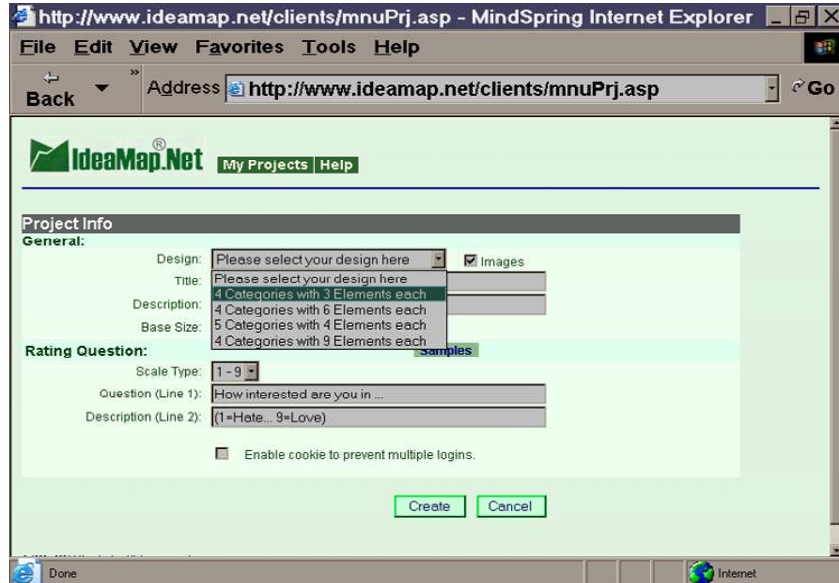 http://www.ideamap.net/clients/mnuPrj.asp - MindSpring Internet Explorer
File Edit View Favorites Tools Help
Back » Address http://www.ideamap.net/clients/mnuPrj.asp Go
IdeaMap.Net® My Projects Help
Project Info
General:
Design: Please select your design here Images
Title: Please select your design here
4 Categories with 3 Elements each
Description: 4 Categories with 6 Elements each
Base Size: 5 Categories with 4 Elements each
4 Categories with 9 Elements each
Rating Question: Samples
Scale Type: 1 - 9
Question (Line 1): How interested are you in ...
Description (Line 2): (1=Hate... 9=Love)
Enable cookie to prevent multiple logins.
Create Cancel
Done Internet